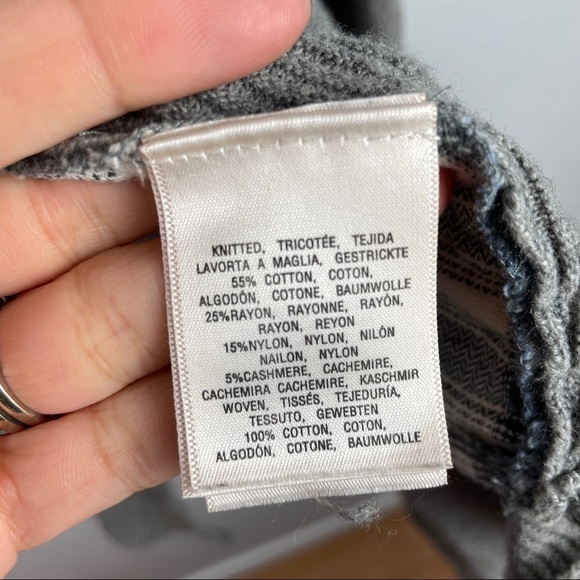 KNITTED, TRICOTÉE, TEJIDA
LAVORTA A MAGLIA, GESTRICKTE
55% COTTON, COTON,
ALGODÓN, COTONE, BAUMWOLLE
25%RAYON, RAYONNE, RAYÓN,
RAYON, REYON
15%NYLON, NYLON, NILÓN
NAILON, NYLON
5%CASHMERE, CACHEMIRE,
CACHEMIRA CACHEMIRE, KASCHMIR
WOVEN, TISSÉS, TEJEDURÍA,
TESSUTO, GEWEBTEN
100% COTTON, COTON,
ALGODÓN, COTONE, BAUMWOLLE